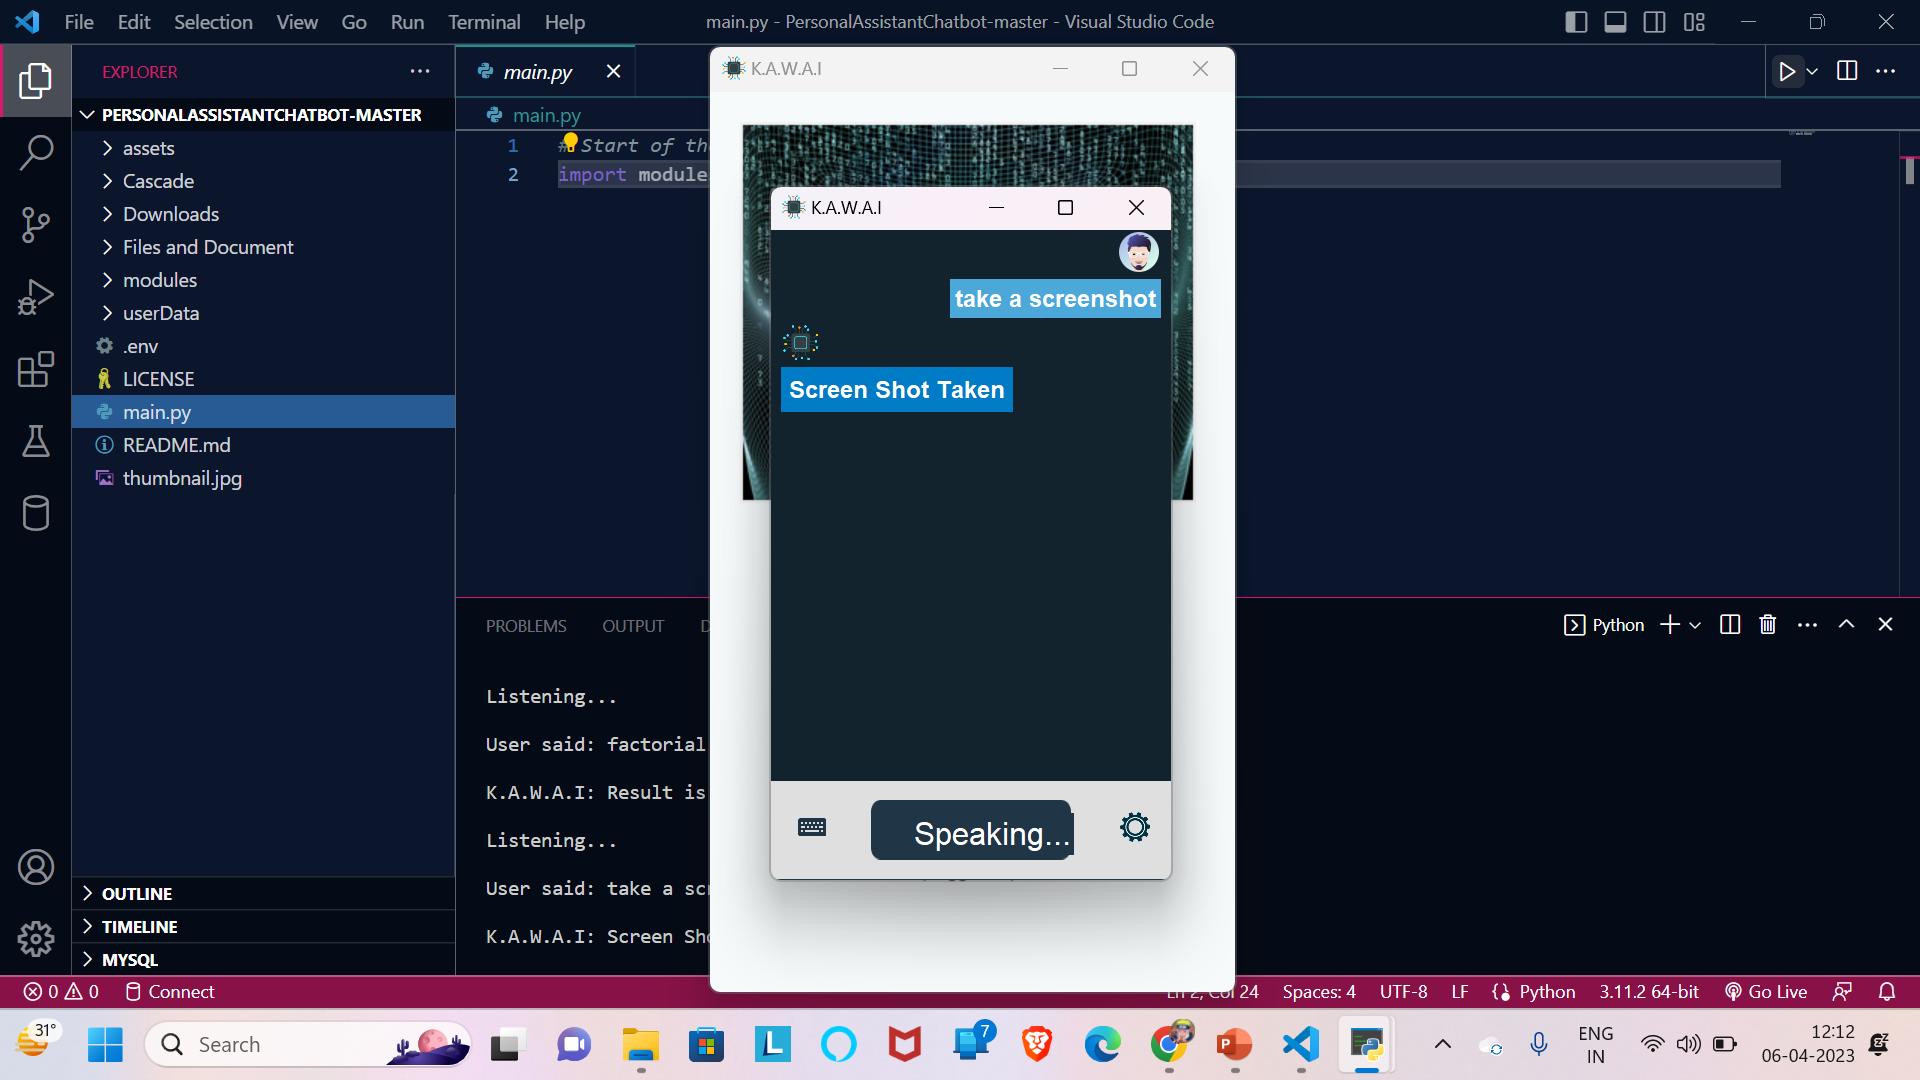 File Edit Selection View Go Run Terminal Help
main.py - PersonalAssistantChatbot-master - Visual Studio Code
EXPLORER
PERSONALASSISTANTCHATBOT-MASTER
assets
Cascade
Downloads
Files and Document
modules
userData
.env
LICENSE
main.py
README.md
thumbnail.jpg
OUTLINE
TIMELINE
MYSQL
main.py
main.py
1 # Start of th
2 import module
K.A.W.A.I
K.A.W.A.I
take a screenshot
Screen Shot Taken
Speaking...
PROBLEMS OUTPUT
Python
Listening...
User said: factorial
K.A.W.A.I: Result is
Listening...
User said: take a scr
K.A.W.A.I: Screen Sho
0 0 Connect
Ln 2, Col 24 Spaces: 4 UTF-8 LF Python 3.11.2 64-bit Go Live
31°
Search
7
ENG
IN
12:12
06-04-2023